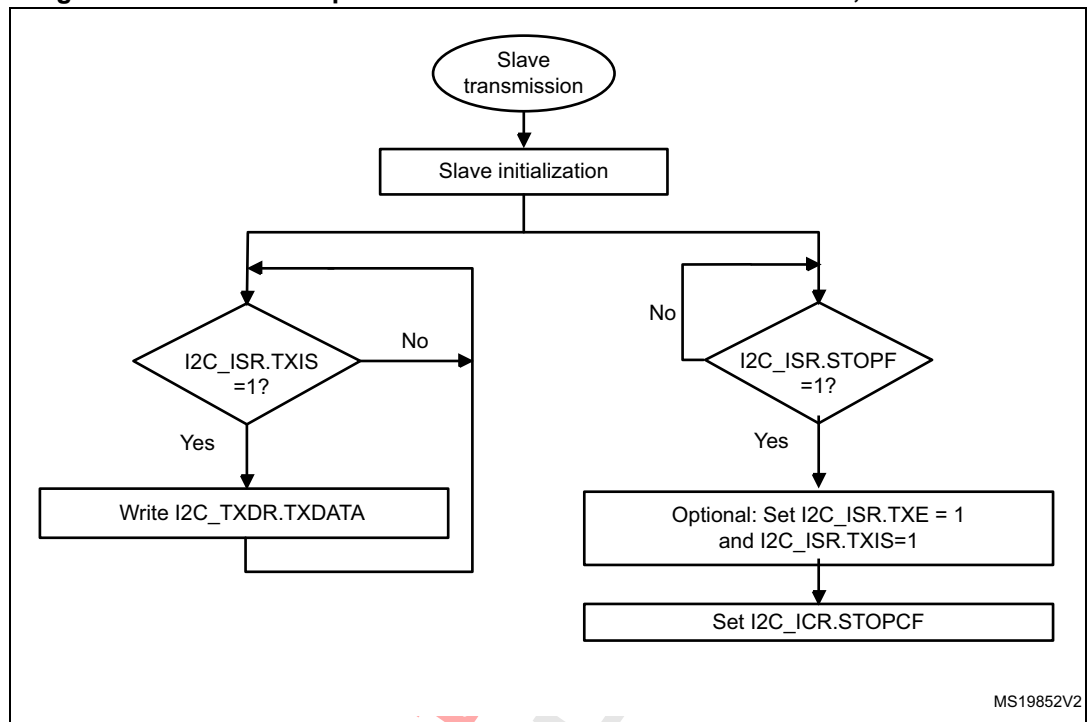 Slave
transmission
Slave initialization
No
No
I2C_ISR.TXIS
=1?
I2C_ISR.STOPF
=1?
Yes
Yes
Write I2C_TXDR.TXDATA
Optional: Set I2C_ISR.TXE = 1
and I2C_ISR.TXIS=1
Set I2C_ICR.STOPCF
MS19852V2